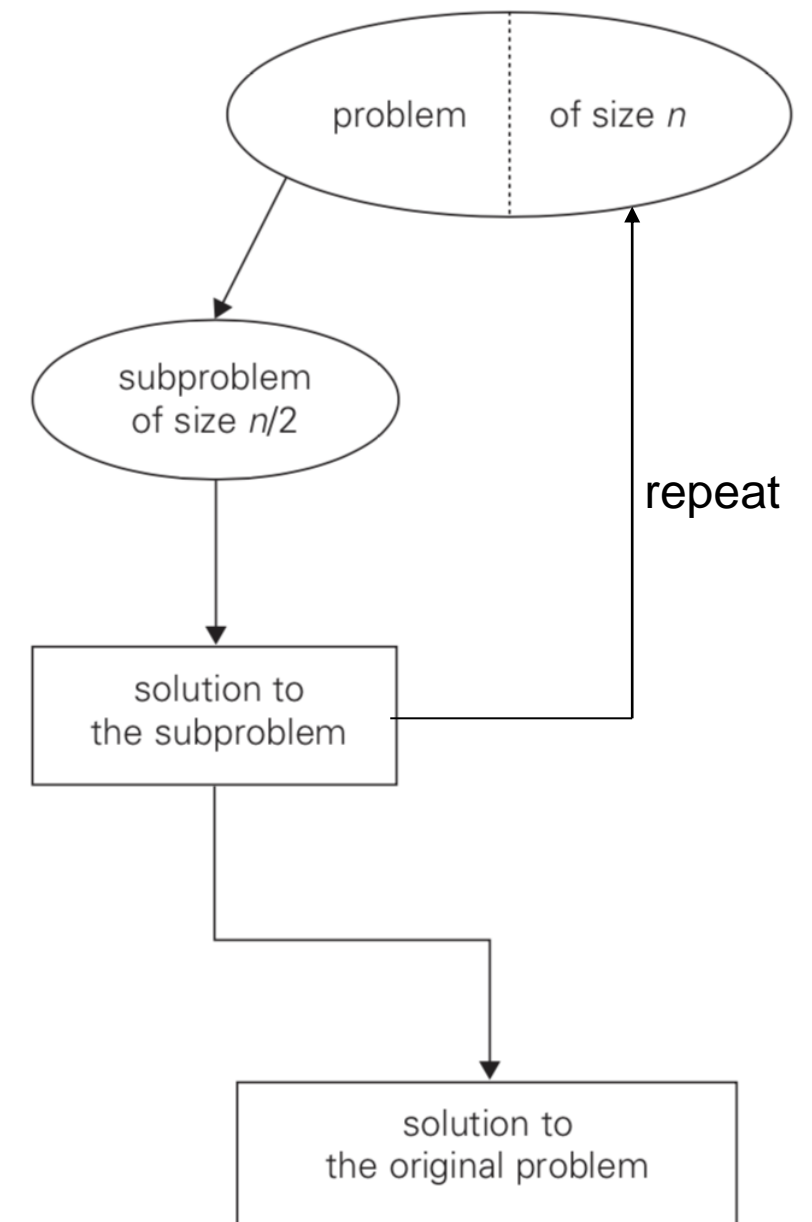 problem of size n
subproblem
of size n/2
repeat
solution to
the subproblem
solution to
the original problem